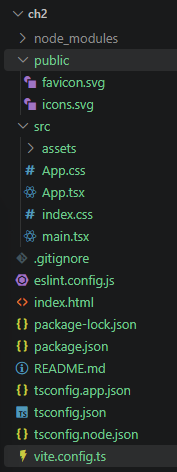 ch2
node_modules
public
favicon.svg
icons.svg
src
assets
App.css
App.tsx
index.css
main.tsx
.gitignore
eslint.config.js
index.html
package-lock.json
package.json
README.md
tsconfig.app.json
tsconfig.json
tsconfig.node.json
vite.config.ts